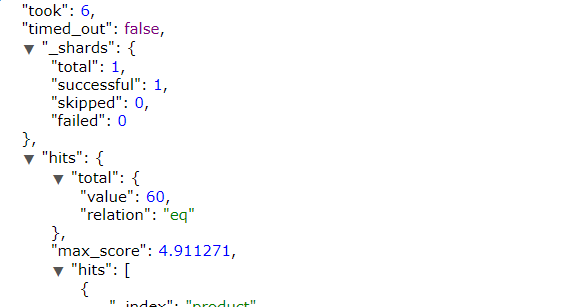 "took": 6,
"timed_out": false,
▼ "_shards": {
"total": 1,
"successful": 1,
"skipped": 0,
"failed": 0
},
▼ "hits": {
▼ "total": {
"value": 60,
"relation": "eq"
},
"max_score": 4.911271,
▼ "hits": [
{
"_index": "product"